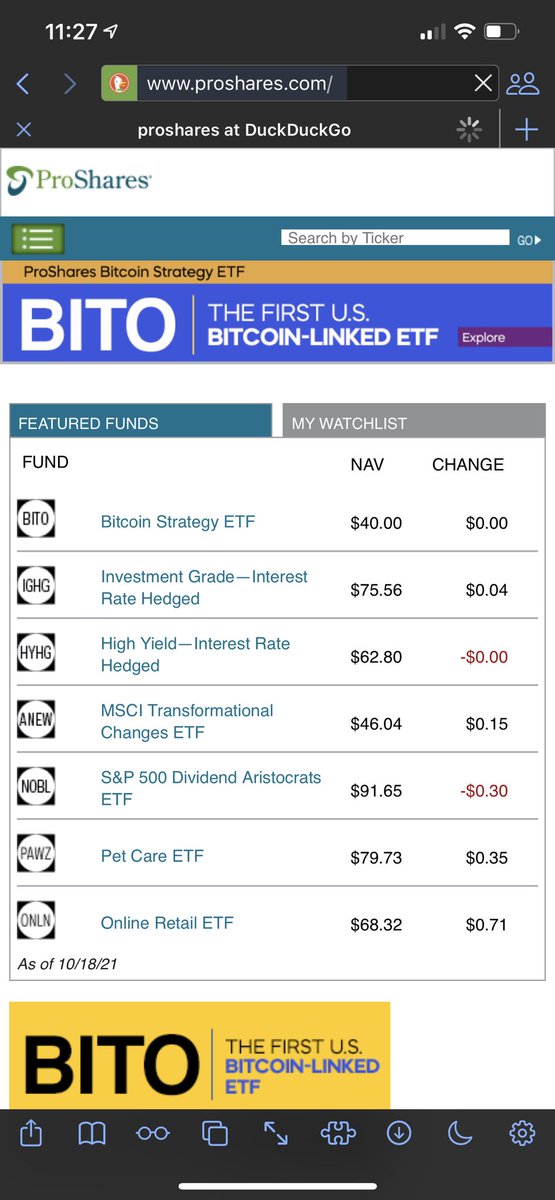 11:27
www.proshares.com/
proshares at DuckDuckGo
ProShares
Search by Ticker GO
ProShares Bitcoin Strategy ETF
BITO THE FIRST U.S.
BITCOIN-LINKED ETF Explore
FEATURED FUNDS MY WATCHLIST
FUND NAV CHANGE
BITO Bitcoin Strategy ETF $40.00 $0.00
IGHG Investment Grade—Interest
Rate Hedged $75.56 $0.04
HYHG High Yield—Interest Rate
Hedged $62.80 -$0.00
ANEW MSCI Transformational
Changes ETF $46.04 $0.15
NOBL S&P 500 Dividend Aristocrats
ETF $91.65 -$0.30
PAWZ Pet Care ETF $79.73 $0.35
ONLN Online Retail ETF $68.32 $0.71
As of 10/18/21
BITO THE FIRST U.S.
BITCOIN-LINKED
ETF